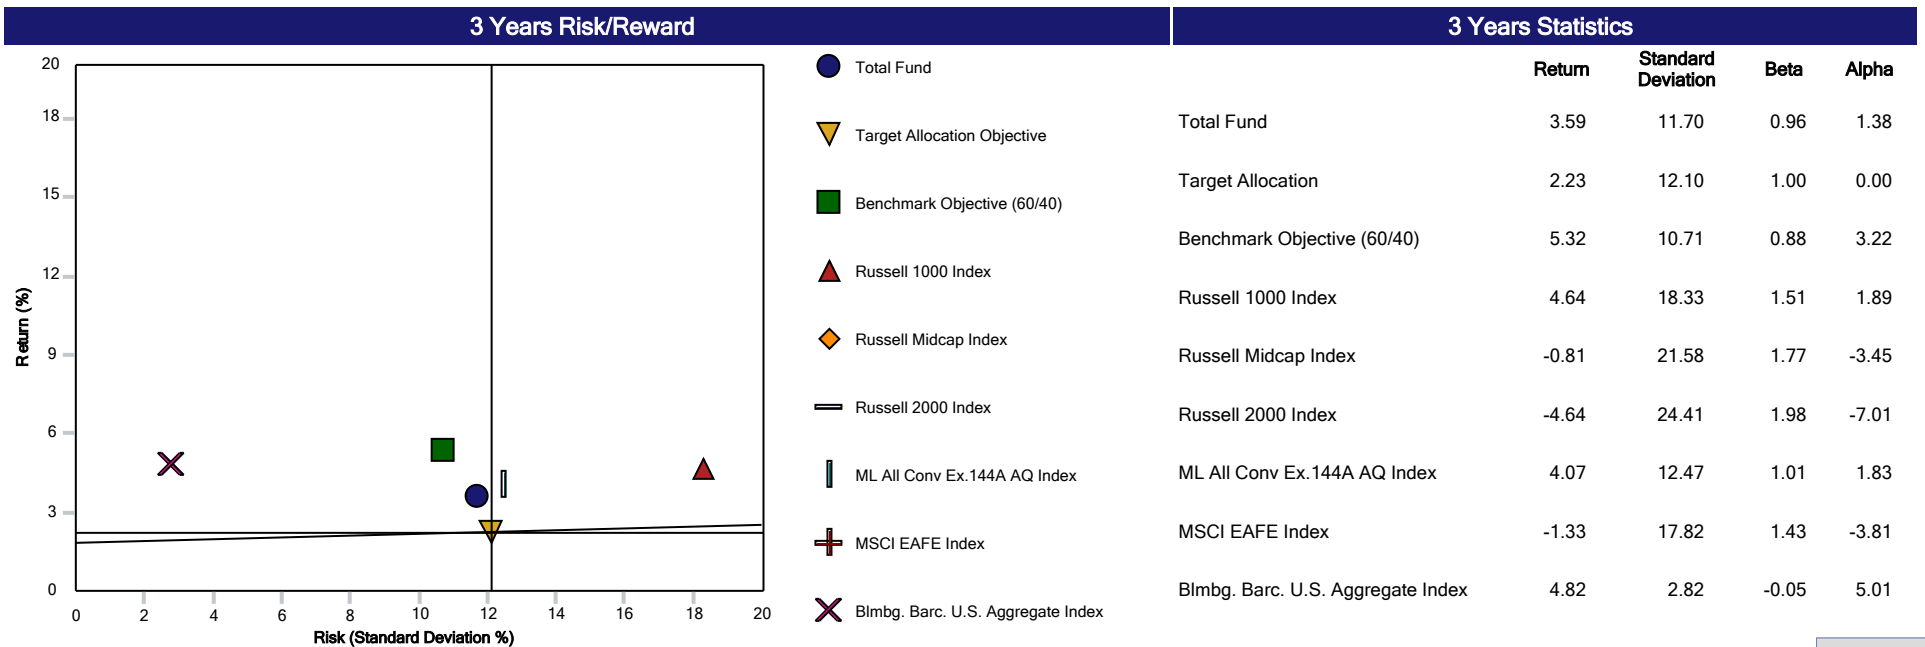 3 Years Risk/Reward
20
18
15
12
9
6
3
0
Return (%)
0 2 4 6 8 10 12 14 16 18 20
Risk (Standard Deviation %)
Total Fund
Target Allocation Objective
Benchmark Objective (60/40)
Russell 1000 Index
Russell Midcap Index
Russell 2000 Index
ML All Conv Ex.144A AQ Index
MSCI EAFE Index
Blmbg. Barc. U.S. Aggregate Index
3 Years Statistics
Return Standard Deviation Beta Alpha
Total Fund 3.59 11.70 0.96 1.38
Target Allocation 2.23 12.10 1.00 0.00
Benchmark Objective (60/40) 5.32 10.71 0.88 3.22
Russell 1000 Index 4.64 18.33 1.51 1.89
Russell Midcap Index -0.81 21.58 1.77 -3.45
Russell 2000 Index -4.64 24.41 1.98 -7.01
ML All Conv Ex.144A AQ Index 4.07 12.47 1.01 1.83
MSCI EAFE Index -1.33 17.82 1.43 -3.81
Blmbg. Barc. U.S. Aggregate Index 4.82 2.82 -0.05 5.01